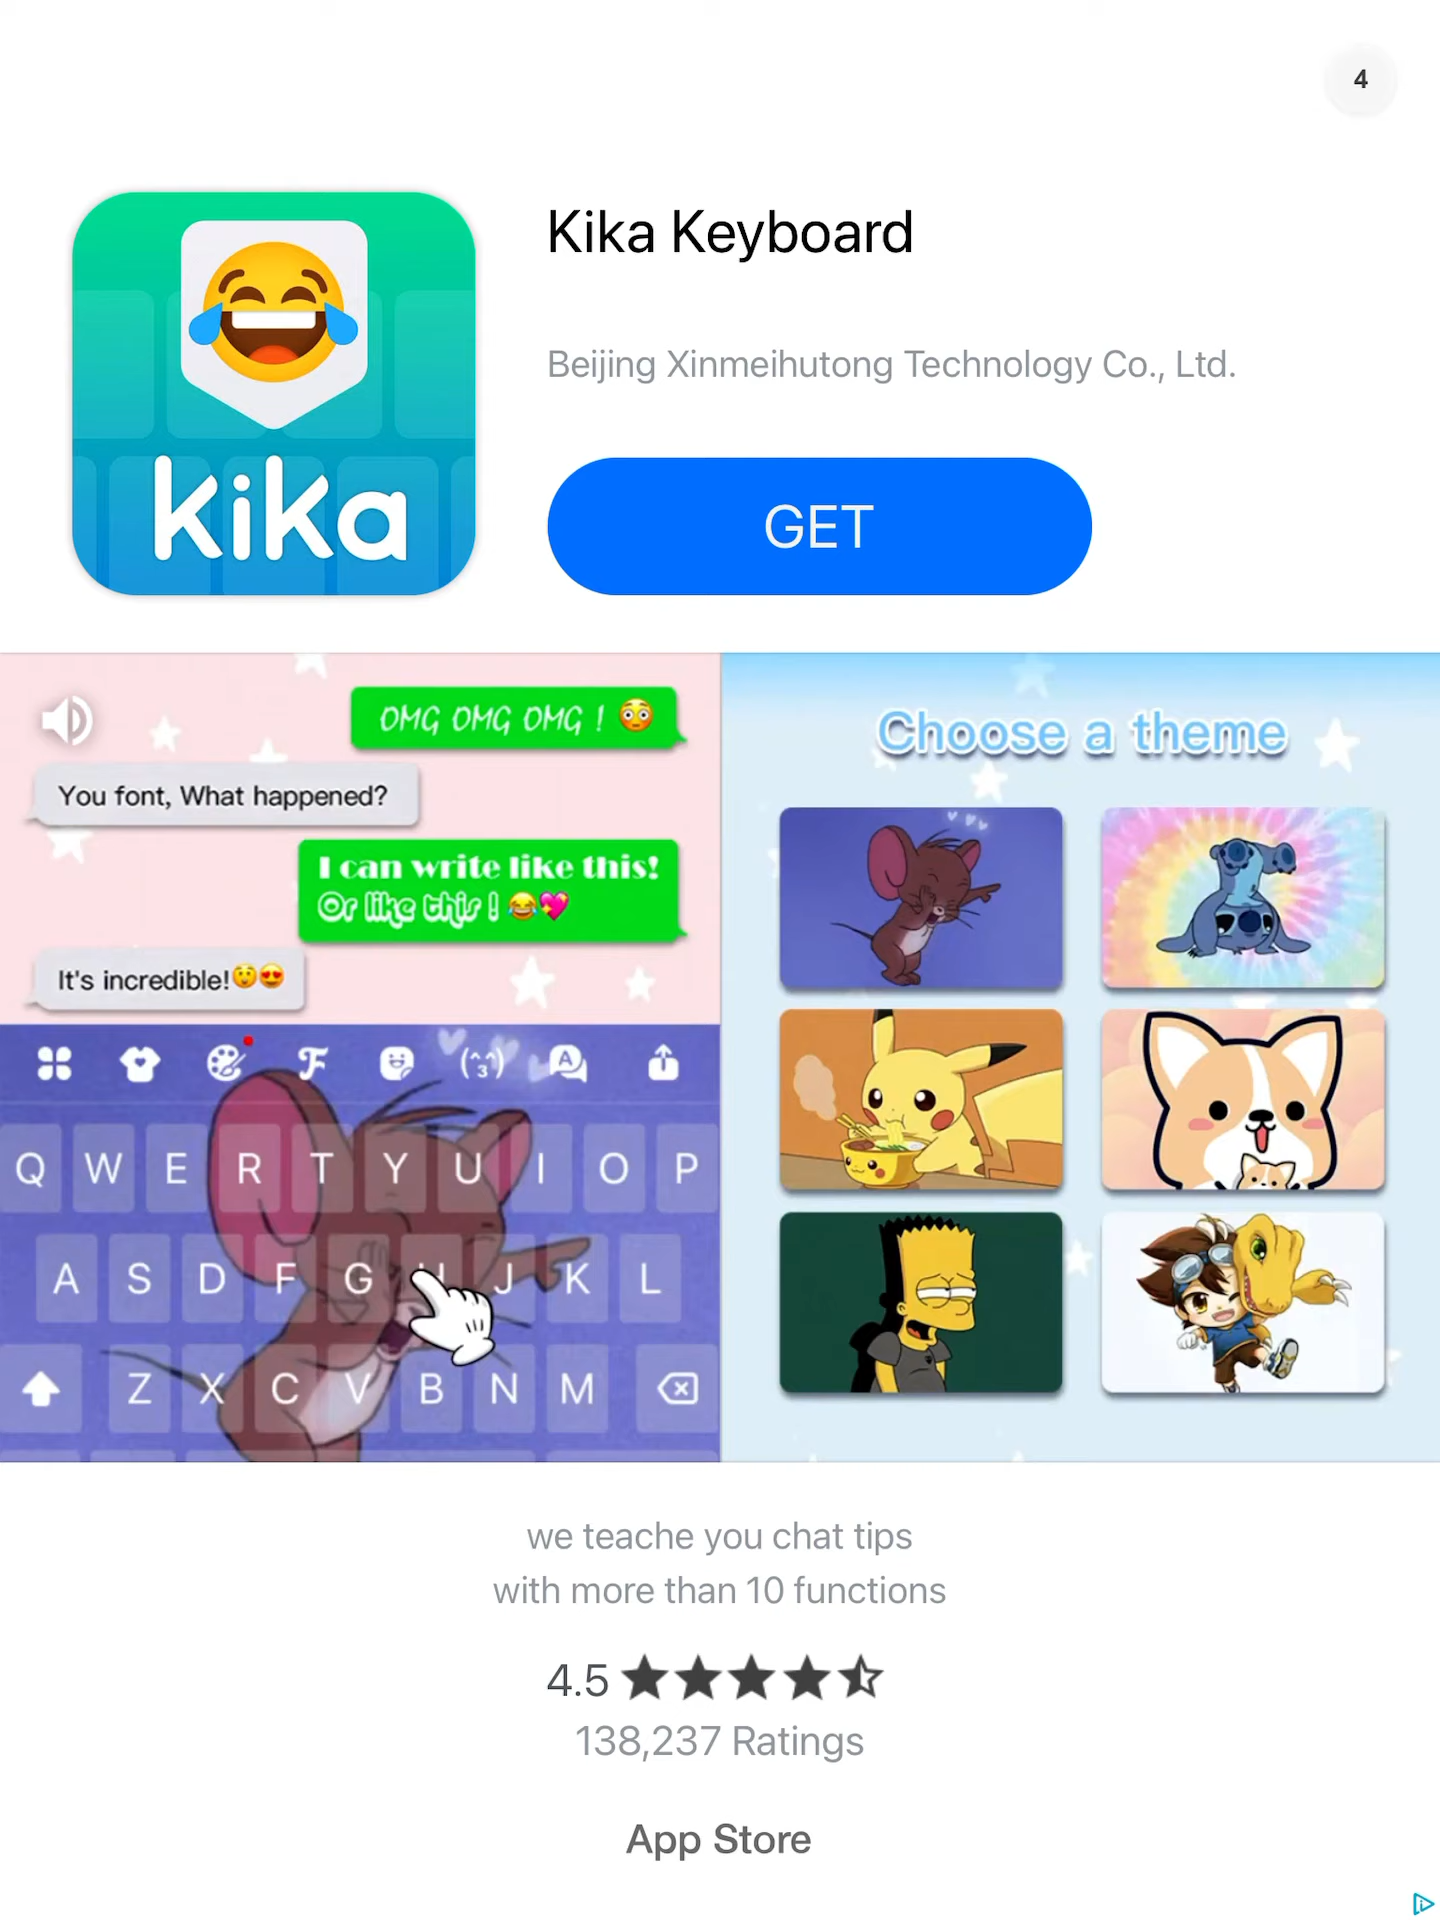 4
Kika Keyboard
Beijing Xinmeihutong Technology Co., Ltd.
kika
GET
OMG OMG OMG ! 😳
You font, What happened?
I can write like this!
Or like this ! 😂💖
It's incredible!😲😍
Choose a theme
F (^3^) A
Q W E R T Y U I O P
A S D F G H J K L
Z X C V B N M
we teache you chat tips
with more than 10 functions
4.5 ★★★★⯪
138,237 Ratings
App Store